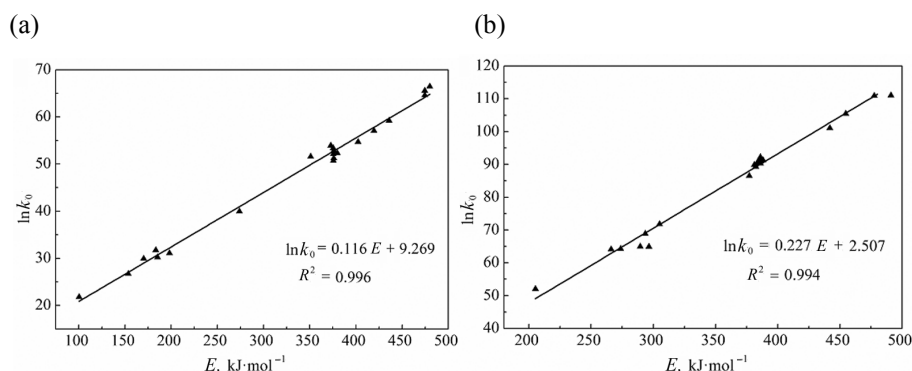 (a)
(b)
70
60
50
40
30
20
lnk₀
lnk₀ = 0.116 E + 9.269
R² = 0.996
100 150 200 250 300 350 400 450 500
E, kJ·mol⁻¹
120
110
100
90
80
70
60
50
40
lnk₀
lnk₀ = 0.227 E + 2.507
R² = 0.994
200 250 300 350 400 450 500
E, kJ·mol⁻¹